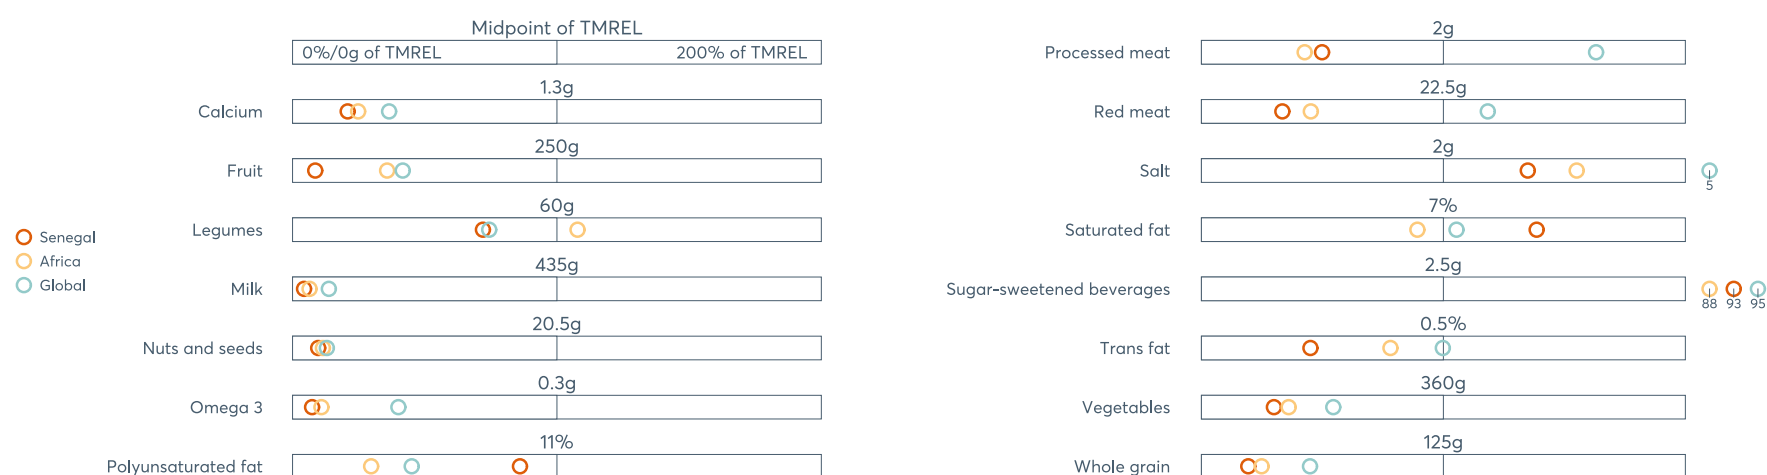 Midpoint of TMREL
0%/0g of TMREL 200% of TMREL
1.3g
Calcium
250g
Fruit
60g
Legumes
435g
Milk
20.5g
Nuts and seeds
0.3g
Omega 3
11%
Polyunsaturated fat
Senegal
Africa
Global
2g
Processed meat
22.5g
Red meat
2g
Salt
5
7%
Saturated fat
2.5g
Sugar-sweetened beverages
88 93 95
0.5%
Trans fat
360g
Vegetables
125g
Whole grain